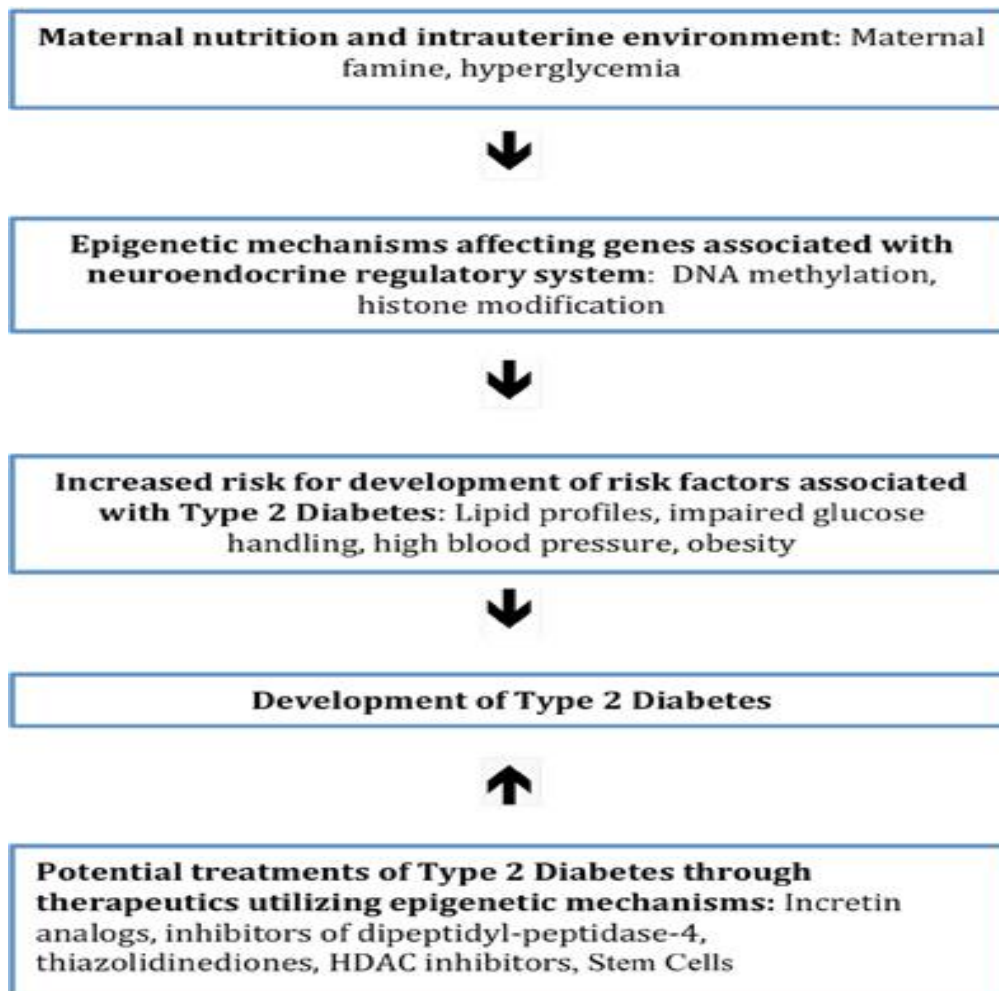 Maternal nutrition and intrauterine environment: Maternal
famine, hyperglycemia
Epigenetic mechanisms affecting genes associated with
neuroendocrine regulatory system: DNA methylation,
histone modification
Increased risk for development of risk factors associated
with Type 2 Diabetes: Lipid profiles, impaired glucose
handling, high blood pressure, obesity
Development of Type 2 Diabetes
Potential treatments of Type 2 Diabetes through
therapeutics utilizing epigenetic mechanisms: Incretin
analogs, inhibitors of dipeptidyl-peptidase-4,
thiazolidinediones, HDAC inhibitors, Stem Cells